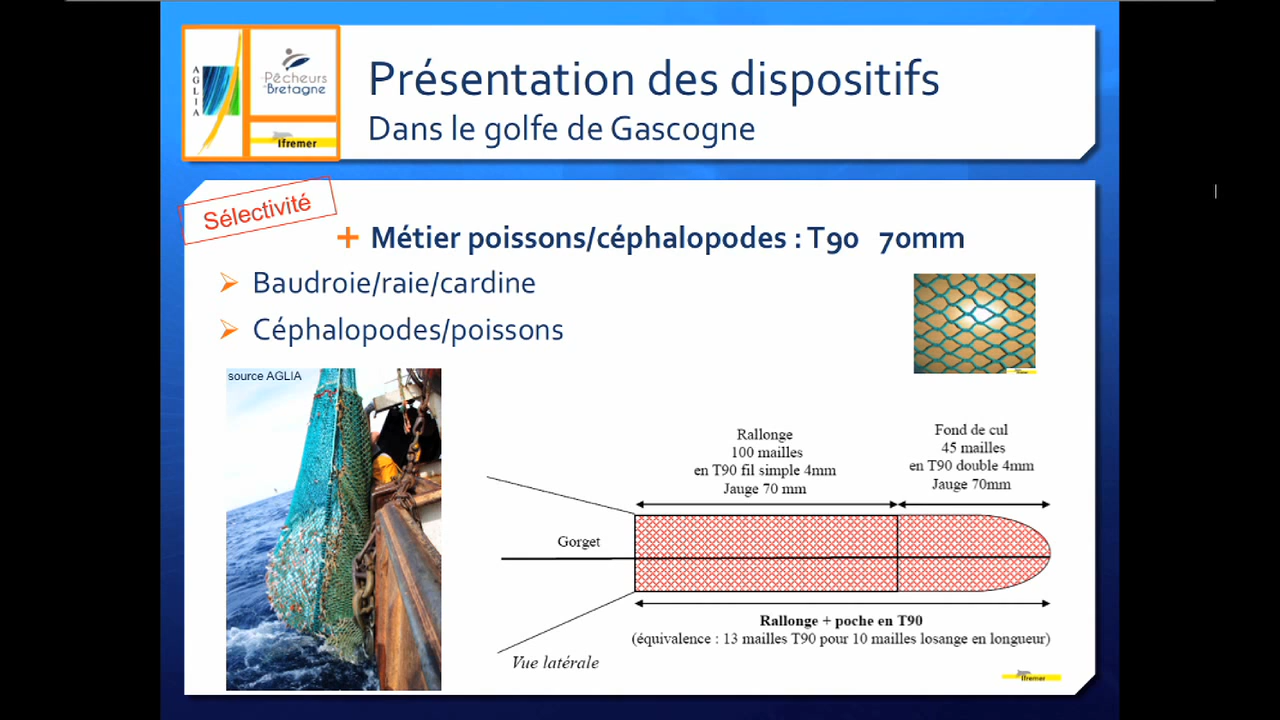 AGLIA
Pêcheurs
de Bretagne
Ifremer
Présentation des dispositifs
Dans le golfe de Gascogne
Sélectivité
+ Métier poissons/céphalopodes : T90 70mm
Baudroie/raie/cardine
Céphalopodes/poissons
source AGLIA
Ifremer
Rallonge
100 mailles
en T90 fil simple 4mm
Jauge 70 mm
Fond de cul
45 mailles
en T90 double 4mm
Jauge 70mm
Gorget
Rallonge + poche en T90
(équivalence : 13 mailles T90 pour 10 mailles losange en longueur)
Vue latérale
Ifremer